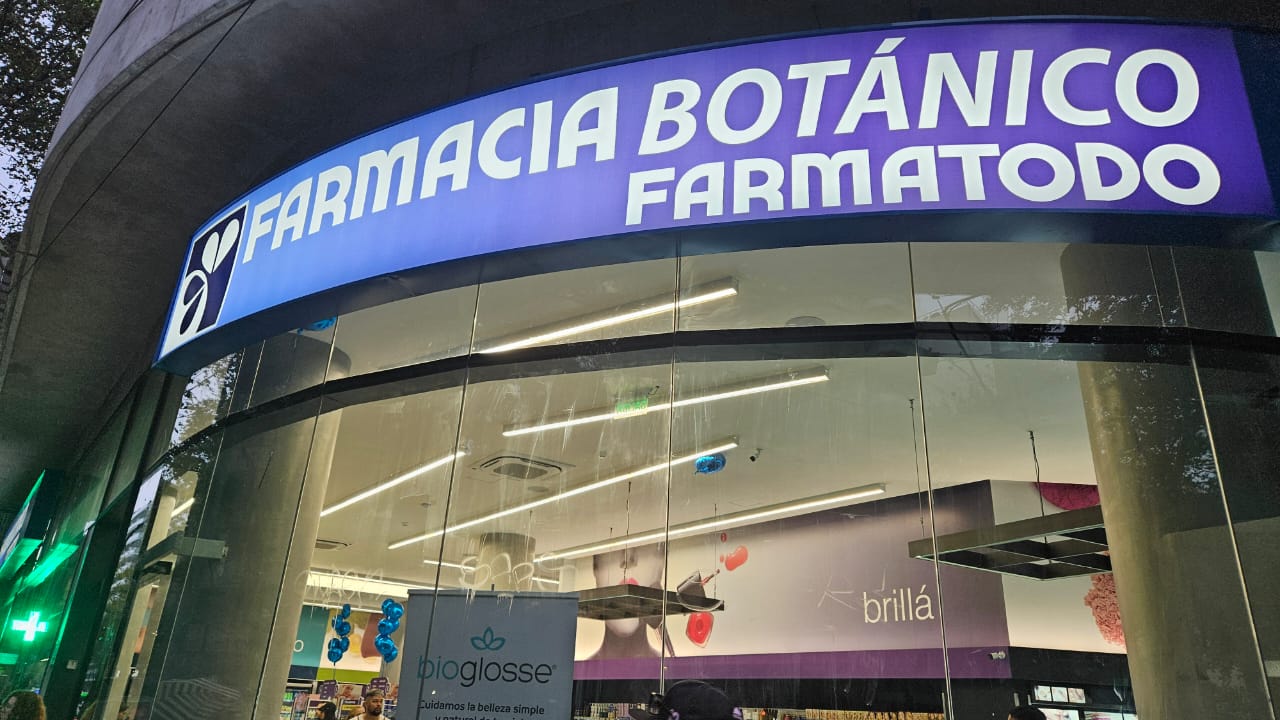 FARMACIA BOTÁNICO
FARMATODO
brillá
bioglosse®
Cuidamos la belleza simple